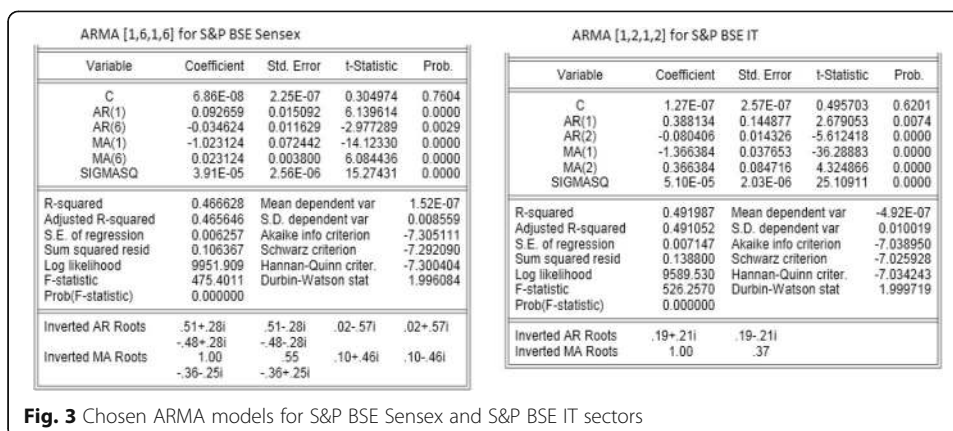 ARMA [1,6,1,6] for S&P BSE Sensex
Variable Coefficient Std. Error t-Statistic Prob.
C 6.86E-08 2.25E-07 0.304974 0.7604
AR(1) 0.092659 0.015092 6.139614 0.0000
AR(6) -0.034624 0.011629 -2.977289 0.0029
MA(1) -1.023124 0.072442 -14.12330 0.0000
MA(6) 0.023124 0.003800 6.084436 0.0000
SIGMASQ 3.91E-05 2.56E-06 15.27431 0.0000
R-squared 0.466628 Mean dependent var 1.52E-07
Adjusted R-squared 0.465646 S.D. dependent var 0.008559
S.E. of regression 0.006257 Akaike info criterion -7.305111
Sum squared resid 0.106367 Schwarz criterion -7.292090
Log likelihood 9951.909 Hannan-Quinn criter. -7.300404
F-statistic 475.4011 Durbin-Watson stat 1.996084
Prob(F-statistic) 0.000000
Inverted AR Roots .51+.28i .51-.28i .02-.57i .02+.57i
-.48+.28i -.48-.28i
Inverted MA Roots 1.00 .55 .10+.46i .10-.46i
-.36-.25i -.36+.25i
ARMA [1,2,1,2] for S&P BSE IT
Variable Coefficient Std. Error t-Statistic Prob.
C 1.27E-07 2.57E-07 0.495703 0.6201
AR(1) 0.388134 0.144877 2.679053 0.0074
AR(2) -0.080406 0.014326 -5.612418 0.0000
MA(1) -1.366384 0.037653 -36.28883 0.0000
MA(2) 0.366384 0.084716 4.324866 0.0000
SIGMASQ 5.10E-05 2.03E-06 25.10911 0.0000
R-squared 0.491987 Mean dependent var -4.92E-07
Adjusted R-squared 0.491052 S.D. dependent var 0.010019
S.E. of regression 0.007147 Akaike info criterion -7.038950
Sum squared resid 0.138800 Schwarz criterion -7.025928
Log likelihood 9589.530 Hannan-Quinn criter. -7.034243
F-statistic 526.2570 Durbin-Watson stat 1.999719
Prob(F-statistic) 0.000000
Inverted AR Roots .19+.21i .19-.21i
Inverted MA Roots 1.00 .37
Fig. 3 Chosen ARMA models for S&P BSE Sensex and S&P BSE IT sectors